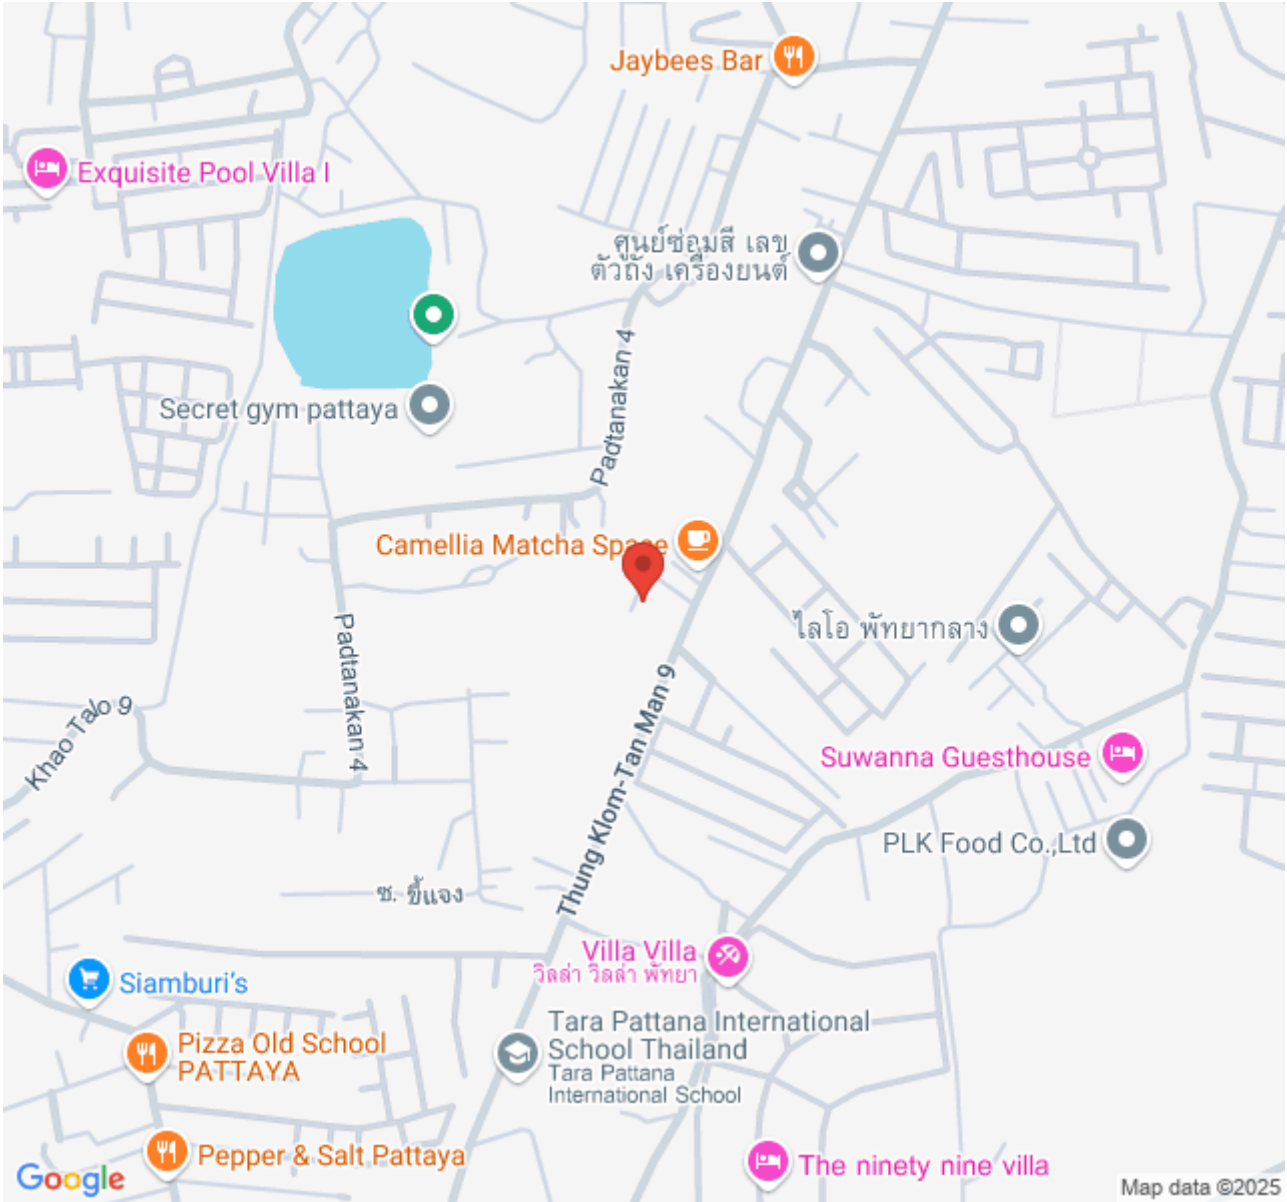 Jaybees Bar
Exquisite Pool Villa I
ศูนย์ซ่อมสี เลข
ตัวถัง เครื่องยนต์
Padtanakan 4
Secret gym pattaya
Camellia Matcha Space
ไลโอ พัทยากลาง
Padtanakan 4
Khao Talo 9
Thung Klom-Tan Man 9
Suwanna Guesthouse
PLK Food Co.,Ltd
ซ. ขี้แจง
Villa Villa
วิลล่า วิลล่า พัทยา
Siamburi's
Tara Pattana International
School Thailand
Tara Pattana
International School
Pizza Old School
PATTAYA
Pepper & Salt Pattaya
The ninety nine villa
Google
Map data ©2025